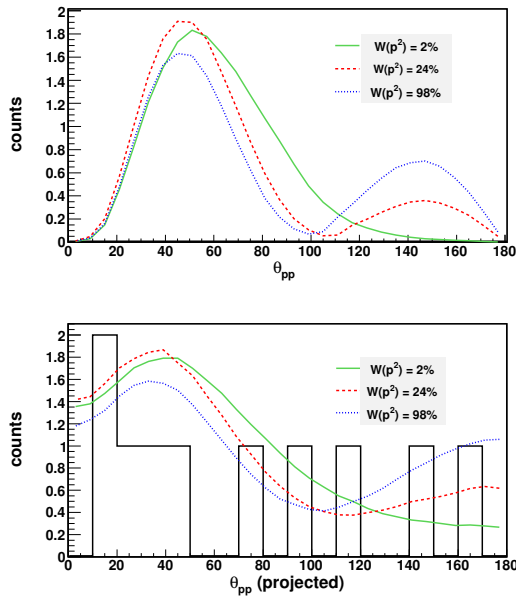 2
1.8
1.6
1.4
1.2
1
0.8
0.6
0.4
0.2
0
counts
W(p²) = 2%
W(p²) = 24%
W(p²) = 98%
0 20 40 60 80 100 120 140 160 180
θpp
2
1.8
1.6
1.4
1.2
1
0.8
0.6
0.4
0.2
0
counts
W(p²) = 2%
W(p²) = 24%
W(p²) = 98%
0 20 40 60 80 100 120 140 160 180
θpp (projected)